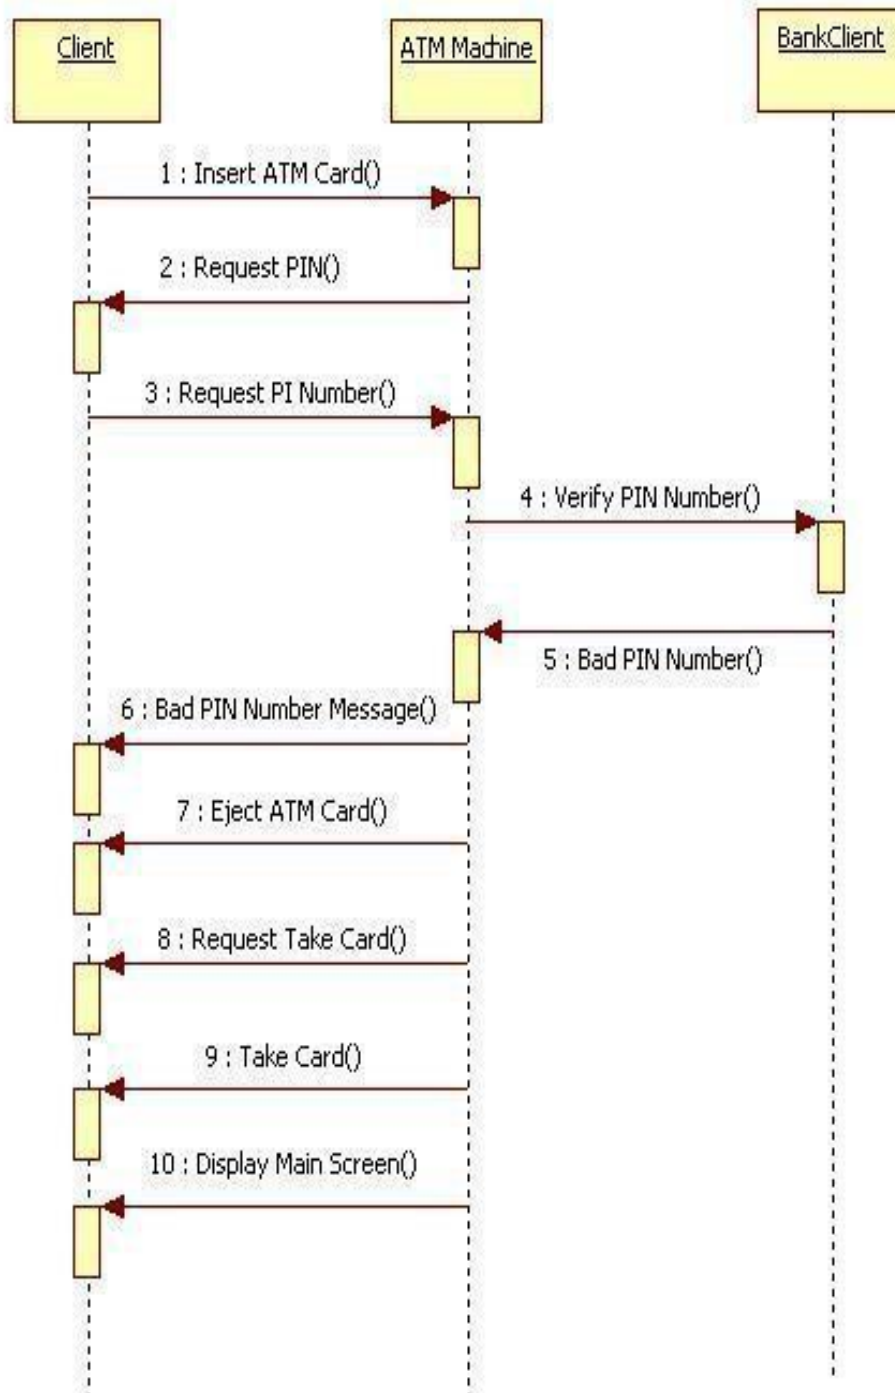 Client
ATM Machine
BankClient
1 : Insert ATM Card()
2 : Request PIN()
3 : Request PI Number()
4 : Verify PIN Number()
5 : Bad PIN Number()
6 : Bad PIN Number Message()
7 : Eject ATM Card()
8 : Request Take Card()
9 : Take Card()
10 : Display Main Screen()